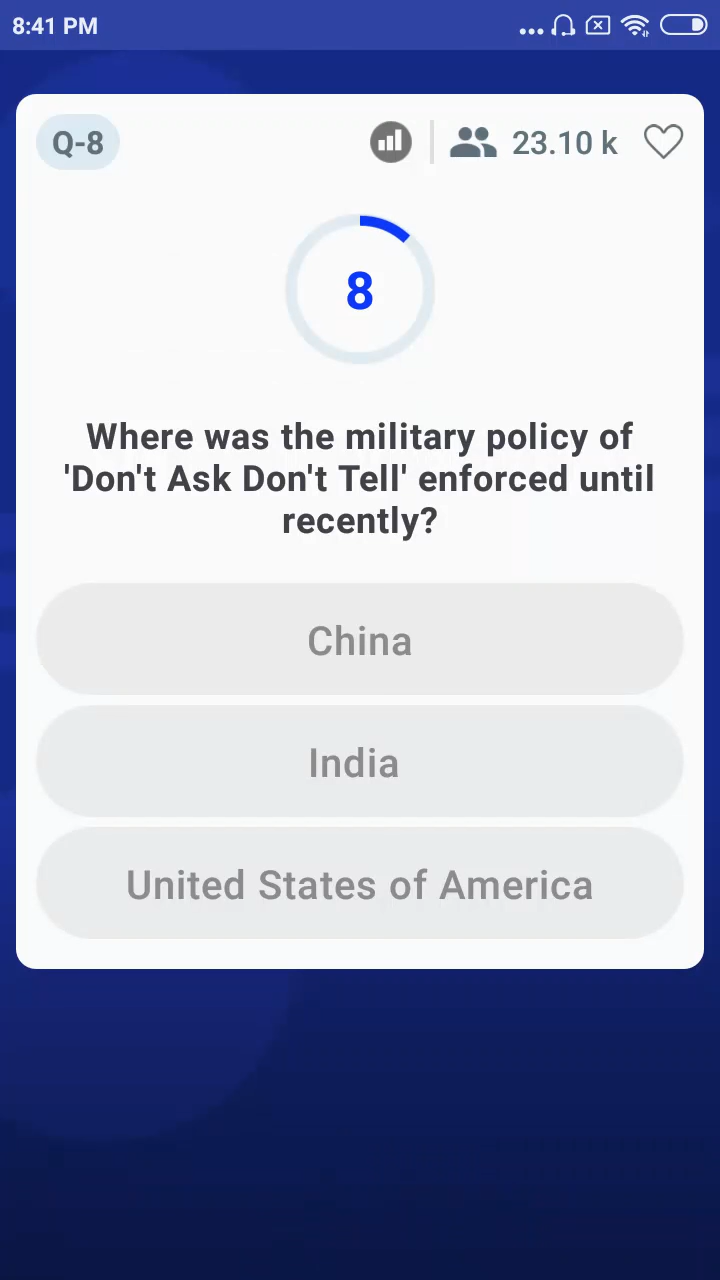 8:41 PM
Q-8
23.10 k
8
Where was the military policy of
'Don't Ask Don't Tell' enforced until
recently?
China
India
United States of America